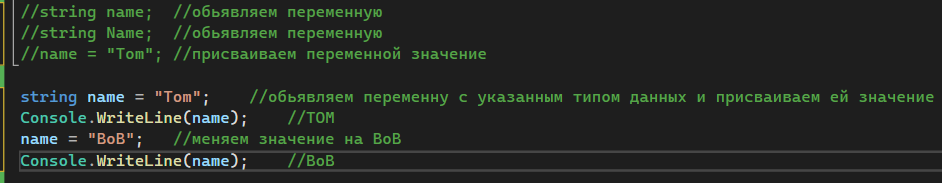 //string name;  //обьявляем переменную
//string Name;  //обьявляем переменную
//name = "Tom"; //присваиваем переменной значение
string name = "Tom";    //обьявляем переменну с указанным типом данных и присваиваем ей значение
Console.WriteLine(name);    //TOM
name = "BoB";   //меняем значение на BoB
Console.WriteLine(name);    //BoB